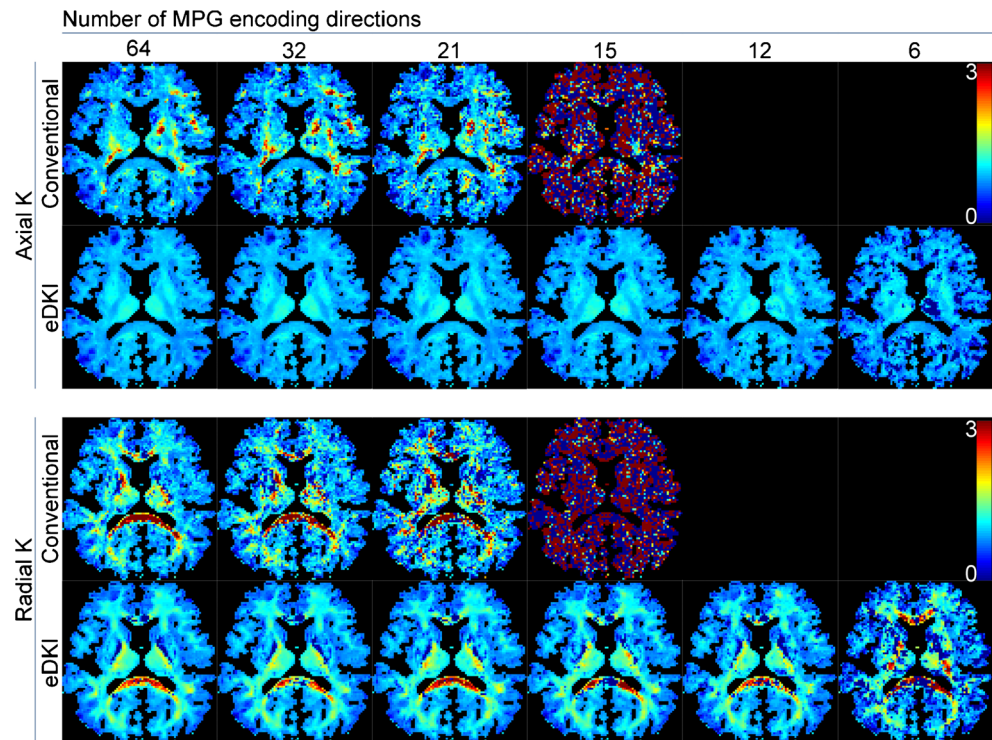 Number of MPG encoding directions
64 32 21 15 12 6
Axial K
Conventional
3
0
eDKI
Radial K
Conventional
3
0
eDKI